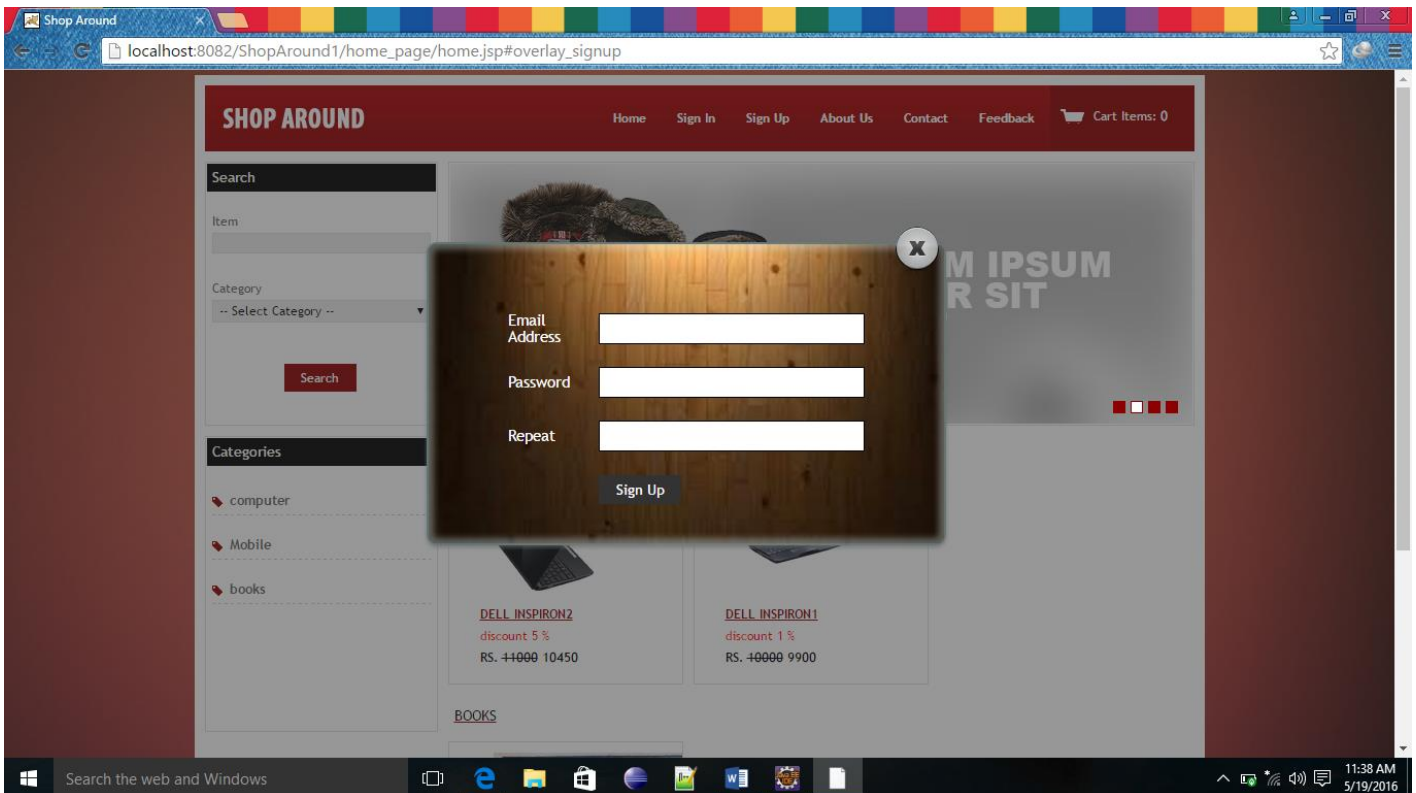 Shop Around
localhost:8082/ShopAround1/home_page/home.jsp#overlay_signup
SHOP AROUND
Home Sign In Sign Up About Us Contact Feedback Cart Items: 0
Search
Item
Category
-- Select Category --
Search
M IPSUM
R SIT
X
Email
Address
Password
Repeat
Sign Up
Categories
computer
Mobile
books
DELL INSPIRON2
discount 5 %
RS. 11000 10450
DELL INSPIRON1
discount 1 %
RS. 10000 9900
BOOKS
Search the web and Windows
11:38 AM
5/19/2016